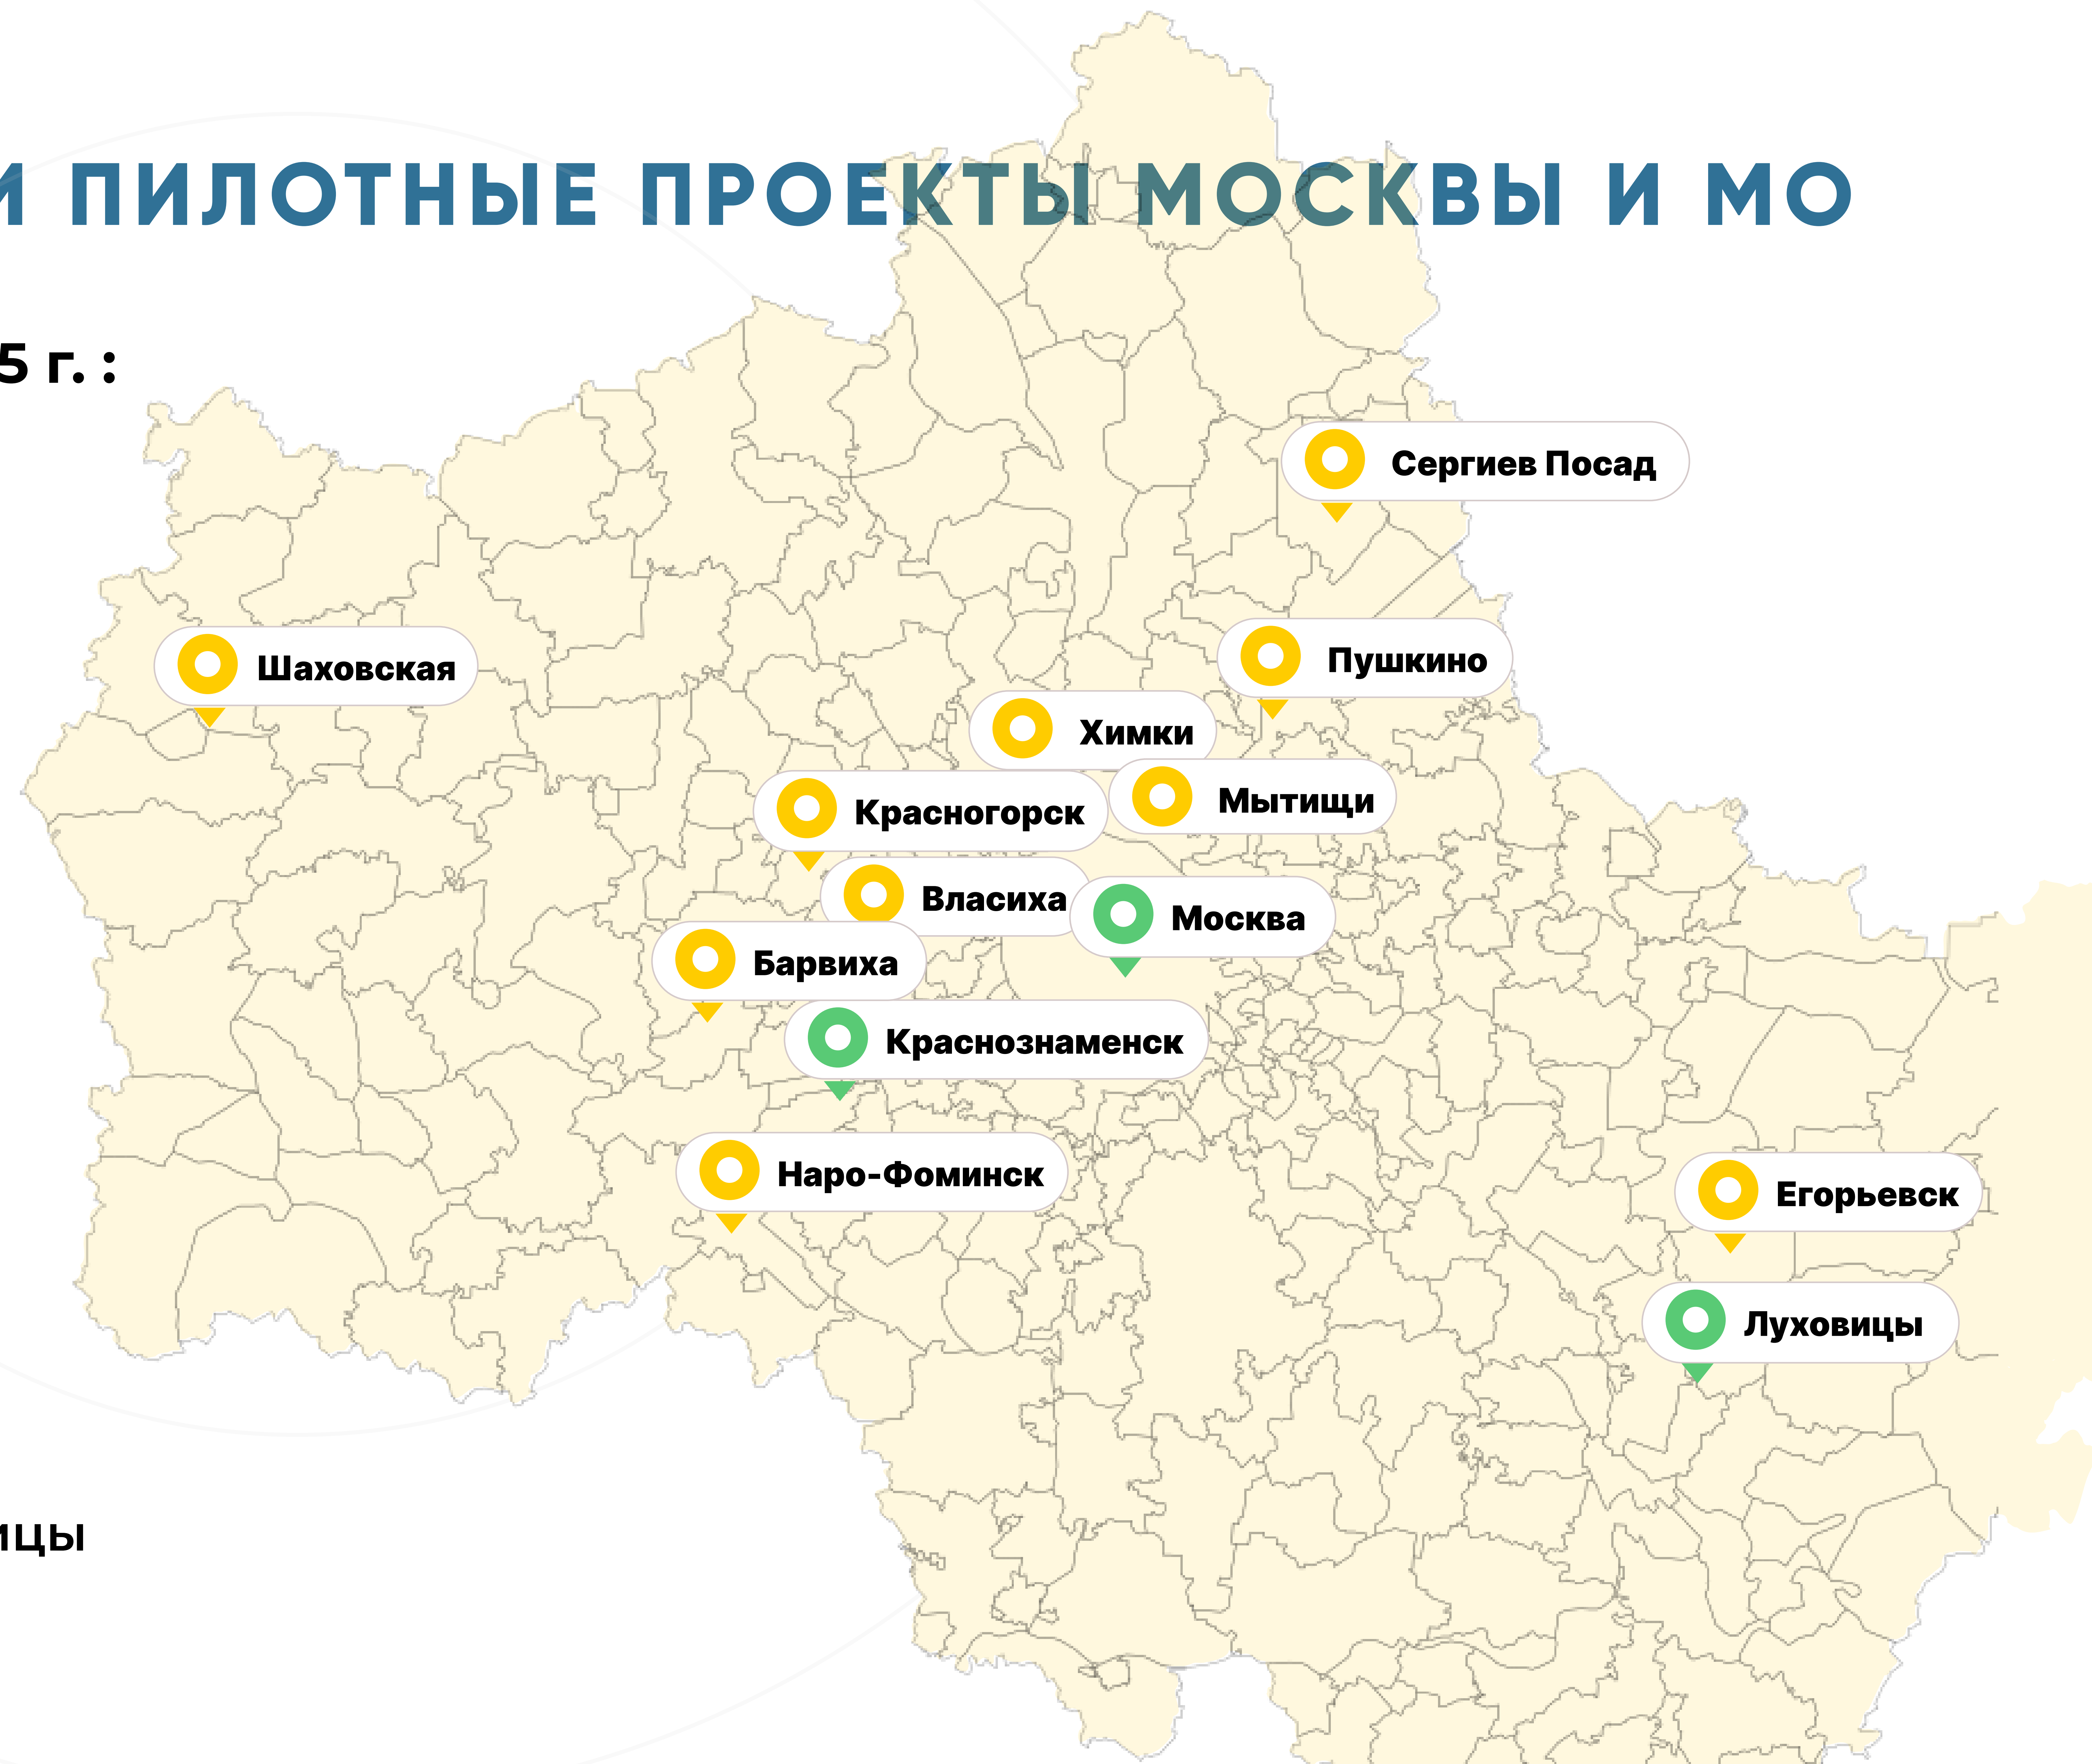 И ПИЛОТНЫЕ ПРОЕКТЫ МОСКВЫ И МО
5 г. :
Сергиев Посад
Шаховская
Пушкино
Химки
Мытищи
Красногорск
Власиха
Москва
Барвиха
Краснознаменск
Наро-Фоминск
Егорьевск
Луховицы
ицы